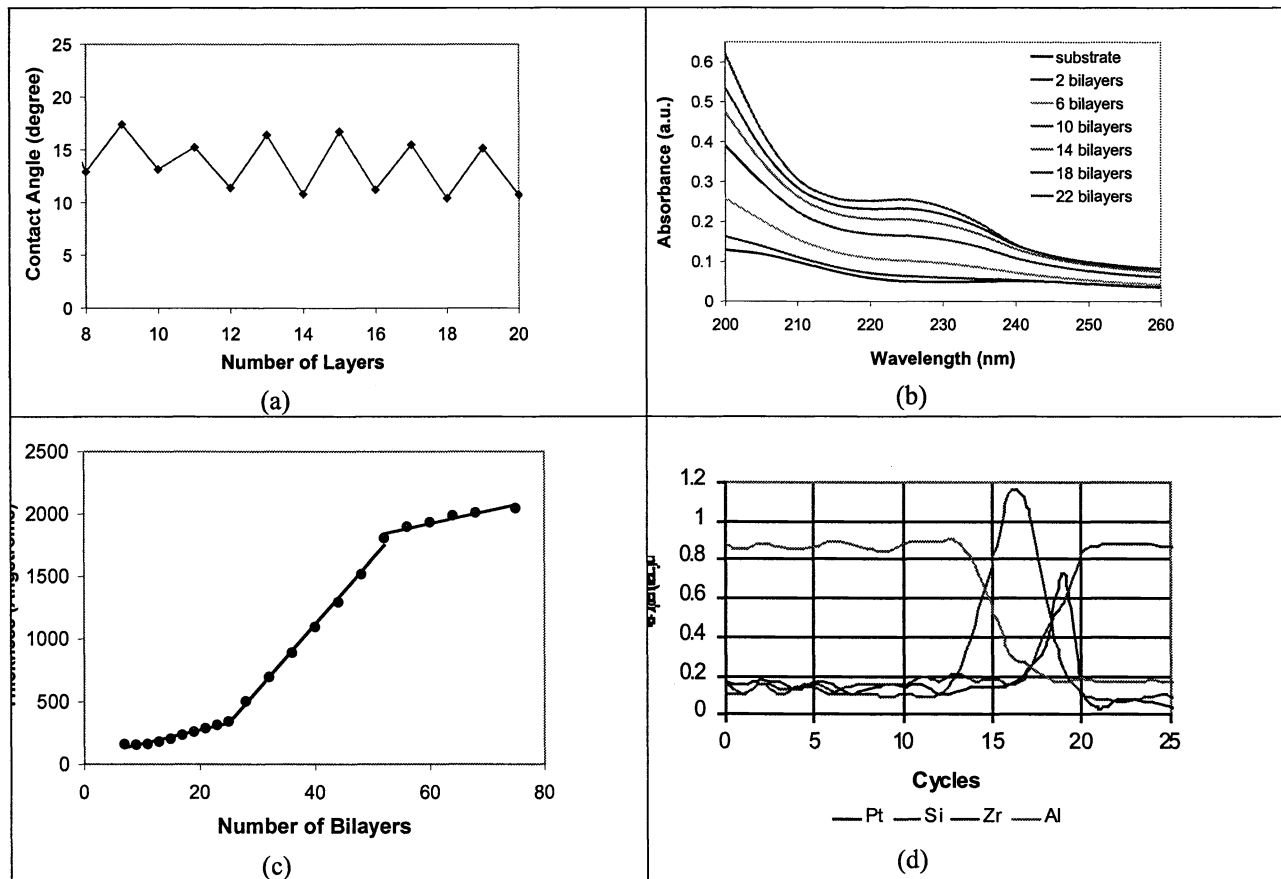 25
20
15
10
5
0
8 10 12 14 16 18 20
Contact Angle (degree)
Number of Layers
(a)
0.6
0.5
0.4
0.3
0.2
0.1
0
200 210 220 230 240 250 260
Absorbance (a.u.)
Wavelength (nm)
substrate
2 bilayers
6 bilayers
10 bilayers
14 bilayers
18 bilayers
22 bilayers
(b)
2500
2000
1500
1000
500
0
0 20 40 60 80
Number of Bilayers
(c)
1.2
1
0.8
0.6
0.4
0.2
0
0 5 10 15 20 25
Cycles
Pt Si Zr Al
(d)